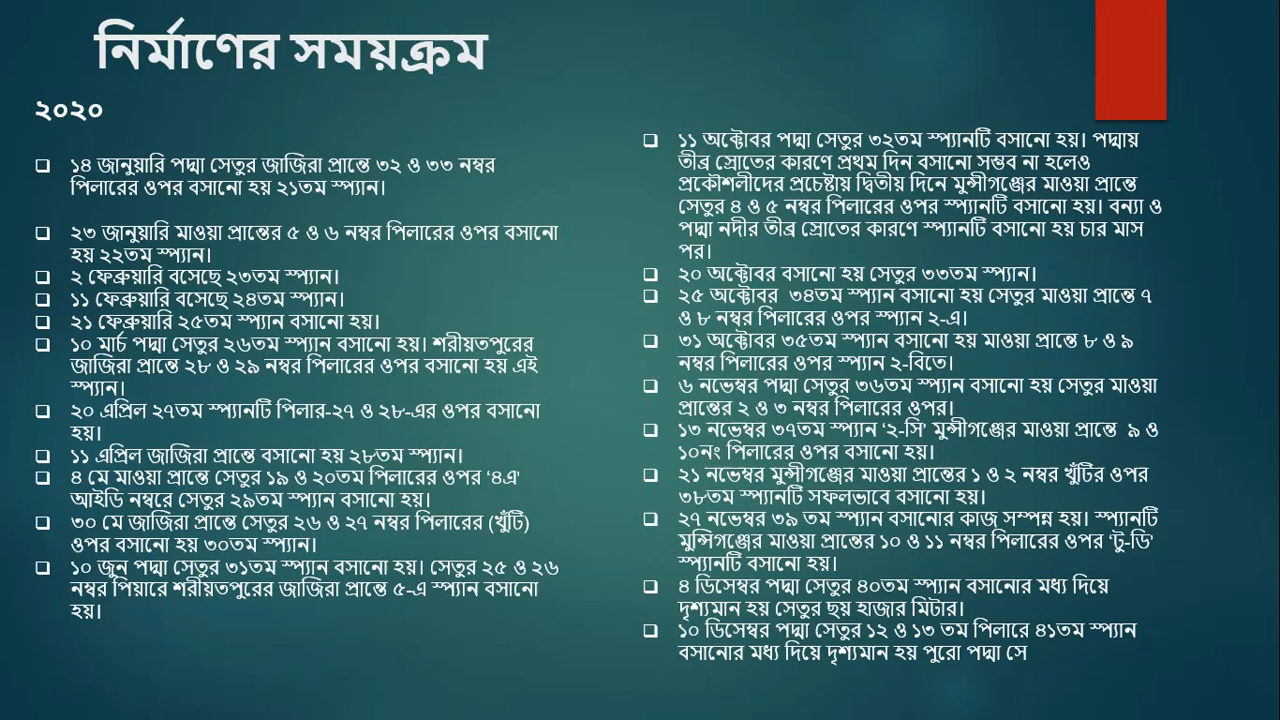 নির্মাণের সময়ক্রম
২০২০
❑ ১৪ জানুয়ারি পদ্মা সেতুর জাজিরা প্রান্তে ৩২ ও ৩৩ নম্বর
পিলারের ওপর বসানো হয় ২১তম স্প্যান।
❑ ২৩ জানুয়ারি মাওয়া প্রান্তের ৫ ও ৬ নম্বর পিলারের ওপর বসানো
হয় ২২তম স্প্যান।
❑ ২ ফেব্রুয়ারি বসেছে ২৩তম স্প্যান।
❑ ১১ ফেব্রুয়ারি বসেছে ২৪তম স্প্যান।
❑ ২১ ফেব্রুয়ারি ২৫তম স্প্যান বসানো হয়।
❑ ১০ মার্চ পদ্মা সেতুর ২৬তম স্প্যান বসানো হয়। শরীয়তপুরের
জাজিরা প্রান্তে ২৮ ও ২৯ নম্বর পিলারের ওপর বসানো হয় এই
স্প্যান।
❑ ২০ এপ্রিল ২৭তম স্প্যানটি পিলার-২৭ ও ২৮-এর ওপর বসানো
হয়।
❑ ১১ এপ্রিল জাজিরা প্রান্তে বসানো হয় ২৮তম স্প্যান।
❑ ৪ মে মাওয়া প্রান্তে সেতুর ১৯ ও ২০তম পিলারের ওপর ‘৪এ’
আইডি নম্বরে সেতুর ২৯তম স্প্যান বসানো হয়।
❑ ৩০ মে জাজিরা প্রান্তে সেতুর ২৬ ও ২৭ নম্বর পিলারের (খুঁটি)
ওপর বসানো হয় ৩০তম স্প্যান।
❑ ১০ জুন পদ্মা সেতুর ৩১তম স্প্যান বসানো হয়। সেতুর ২৫ ও ২৬
নম্বর পিয়ারে শরীয়তপুরের জাজিরা প্রান্তে ৫-এ স্প্যান বসানো
হয়।
❑ ১১ অক্টোবর পদ্মা সেতুর ৩২তম স্প্যানটি বসানো হয়। পদ্মায়
তীব্র স্রোতের কারণে প্রথম দিন বসানো সম্ভব না হলেও
প্রকৌশলীদের প্রচেষ্টায় দ্বিতীয় দিনে মুন্সীগঞ্জের মাওয়া প্রান্তে
সেতুর ৪ ও ৫ নম্বর পিলারের ওপর স্প্যানটি বসানো হয়। বন্যা ও
পদ্মা নদীর তীব্র স্রোতের কারণে স্প্যানটি বসানো হয় চার মাস
পর।
❑ ২০ অক্টোবর বসানো হয় সেতুর ৩৩তম স্প্যান।
❑ ২৫ অক্টোবর ৩৪তম স্প্যান বসানো হয় সেতুর মাওয়া প্রান্তে ৭
ও ৮ নম্বর পিলারের ওপর স্প্যান ২-এ।
❑ ৩১ অক্টোবর ৩৫তম স্প্যান বসানো হয় মাওয়া প্রান্তে ৮ ও ৯
নম্বর পিলারের ওপর স্প্যান ২-বিতে।
❑ ৬ নভেম্বর পদ্মা সেতুর ৩৬তম স্প্যান বসানো হয় সেতুর মাওয়া
প্রান্তের ২ ও ৩ নম্বর পিলারের ওপর।
❑ ১৩ নভেম্বর ৩৭তম স্প্যান ‘২-সি’ মুন্সীগঞ্জের মাওয়া প্রান্তে ৯ ও
১০নং পিলারের ওপর বসানো হয়।
❑ ২১ নভেম্বর মুন্সীগঞ্জের মাওয়া প্রান্তের ১ ও ২ নম্বর খুঁটির ওপর
৩৮তম স্প্যানটি সফলভাবে বসানো হয়।
❑ ২৭ নভেম্বর ৩৯ তম স্প্যান বসানোর কাজ সম্পন্ন হয়। স্প্যানটি
মুন্সিগঞ্জের মাওয়া প্রান্তের ১০ ও ১১ নম্বর পিলারের ওপর ‘টু-ডি’
স্প্যানটি বসানো হয়।
❑ ৪ ডিসেম্বর পদ্মা সেতুর ৪০তম স্প্যান বসানোর মধ্য দিয়ে
দৃশ্যমান হয় সেতুর ছয় হাজার মিটার।
❑ ১০ ডিসেম্বর পদ্মা সেতুর ১২ ও ১৩ তম পিলারে ৪১তম স্প্যান
বসানোর মধ্য দিয়ে দৃশ্যমান হয় পুরো পদ্মা সে